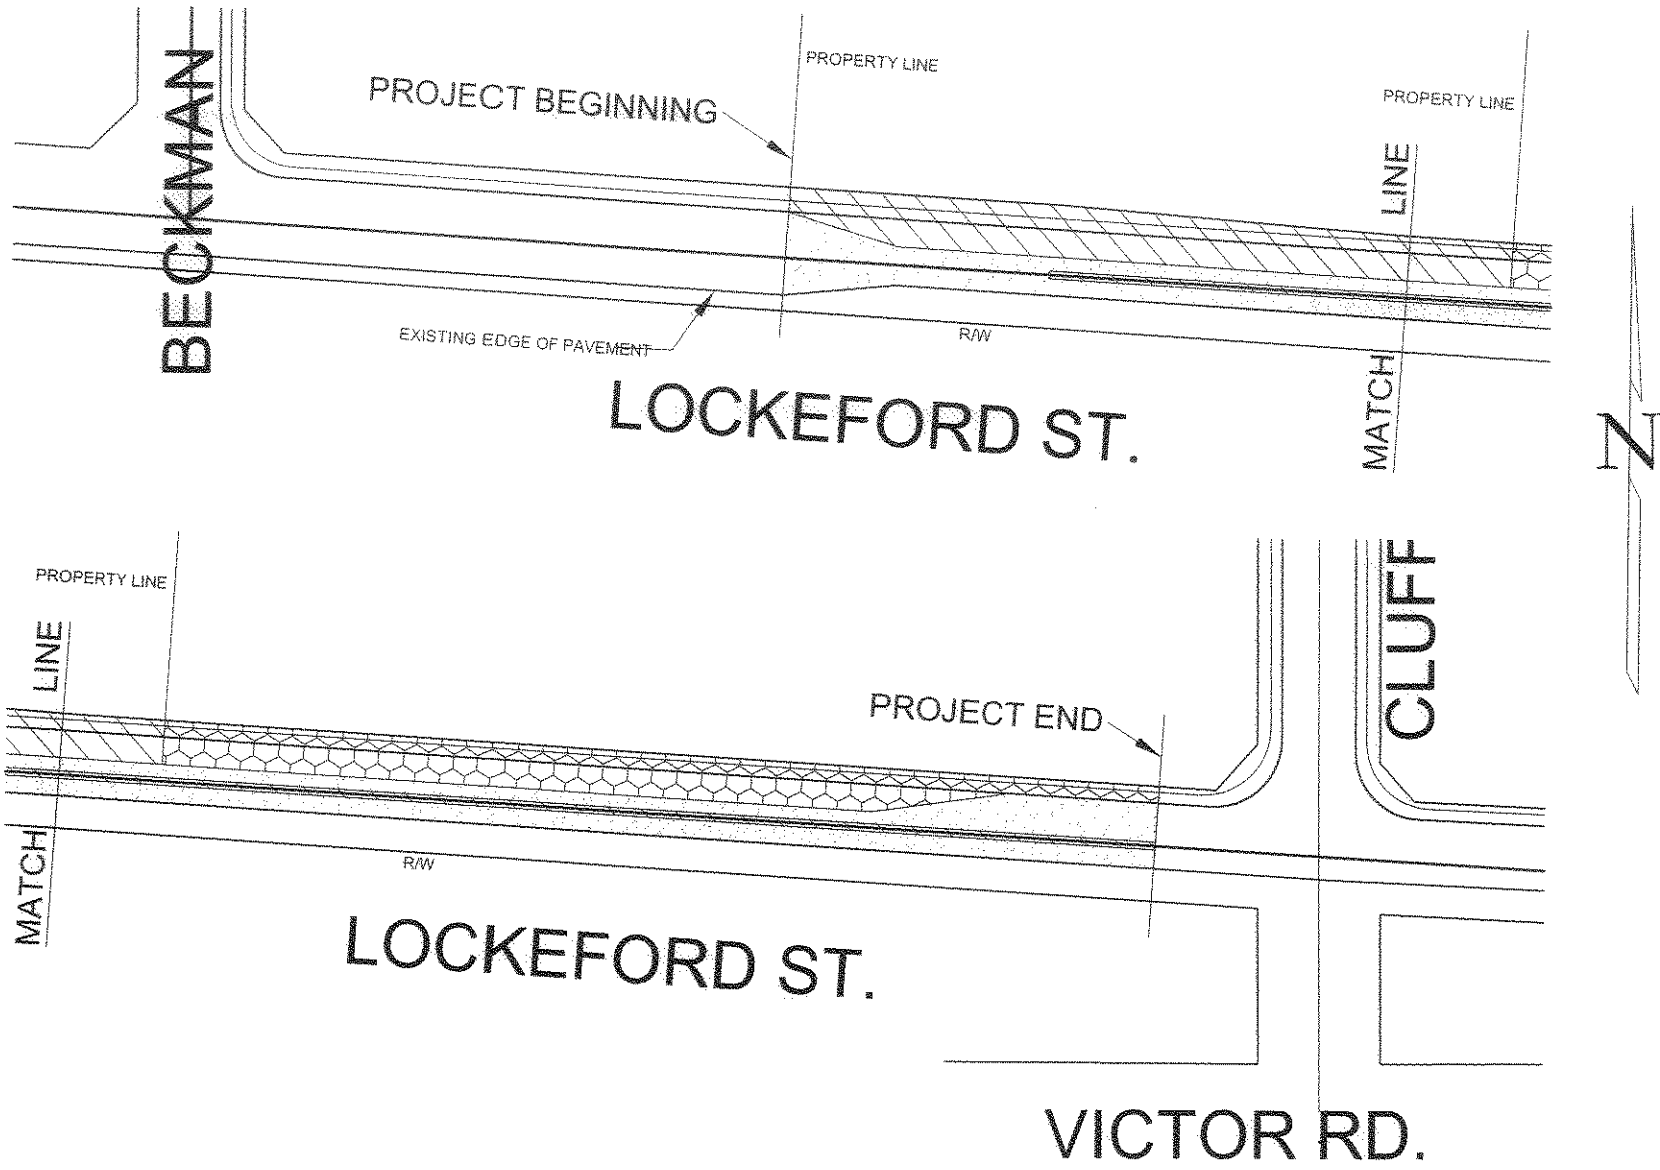 BECKMAN
PROJECT BEGINNING
PROPERTY LINE
PROPERTY LINE
MATCH LINE
EXISTING EDGE OF PAVEMENT
R/W
LOCKEFORD ST.
N
PROPERTY LINE
MATCH LINE
PROJECT END
CLUFF
R/W
LOCKEFORD ST.
VICTOR RD.